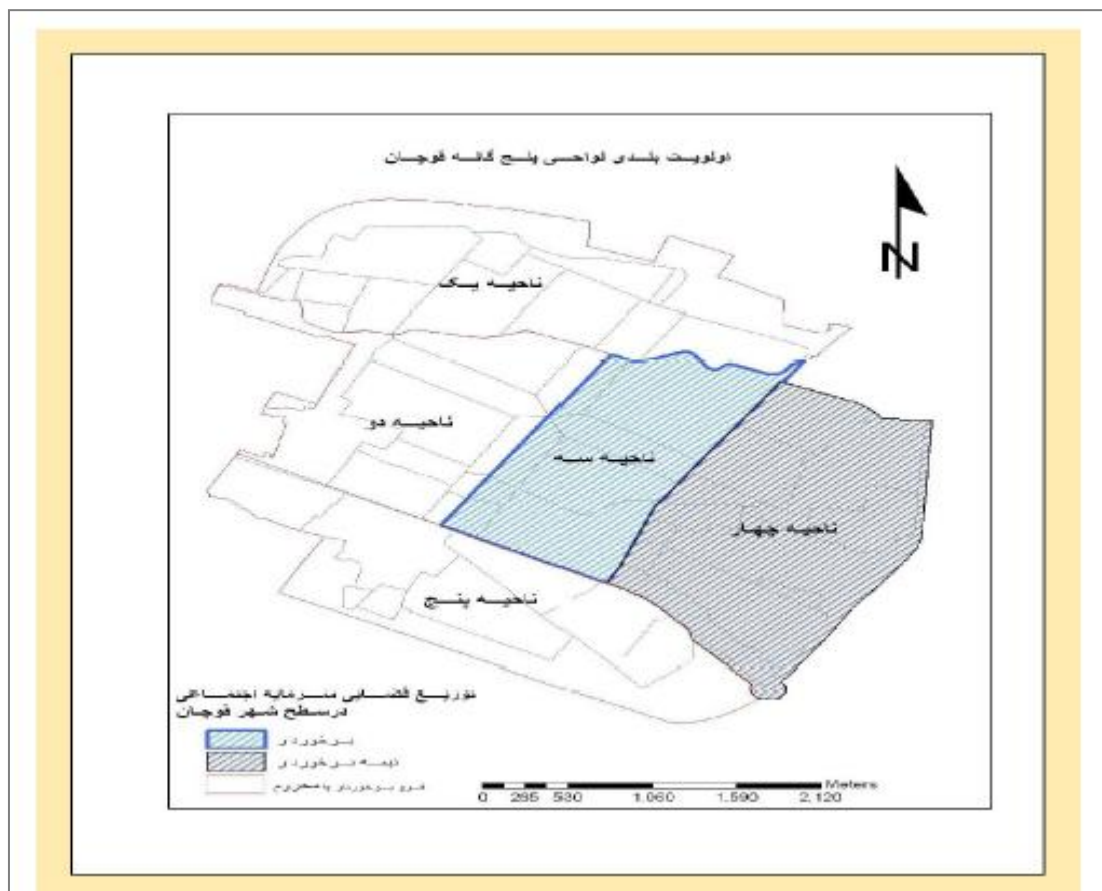 اولویت بندی نواحی پنج گانه قوچان
N
ناحیه یک
ناحیه دو
ناحیه سه
ناحیه چهار
ناحیه پنج
توزیع فضایی سرمایه اجتماعی
درسطح شهر قوچان
برخوردار
نیمه برخوردار
فرو برخوردار یا محروم
Meters
0 265 530 1.060 1.590 2.120